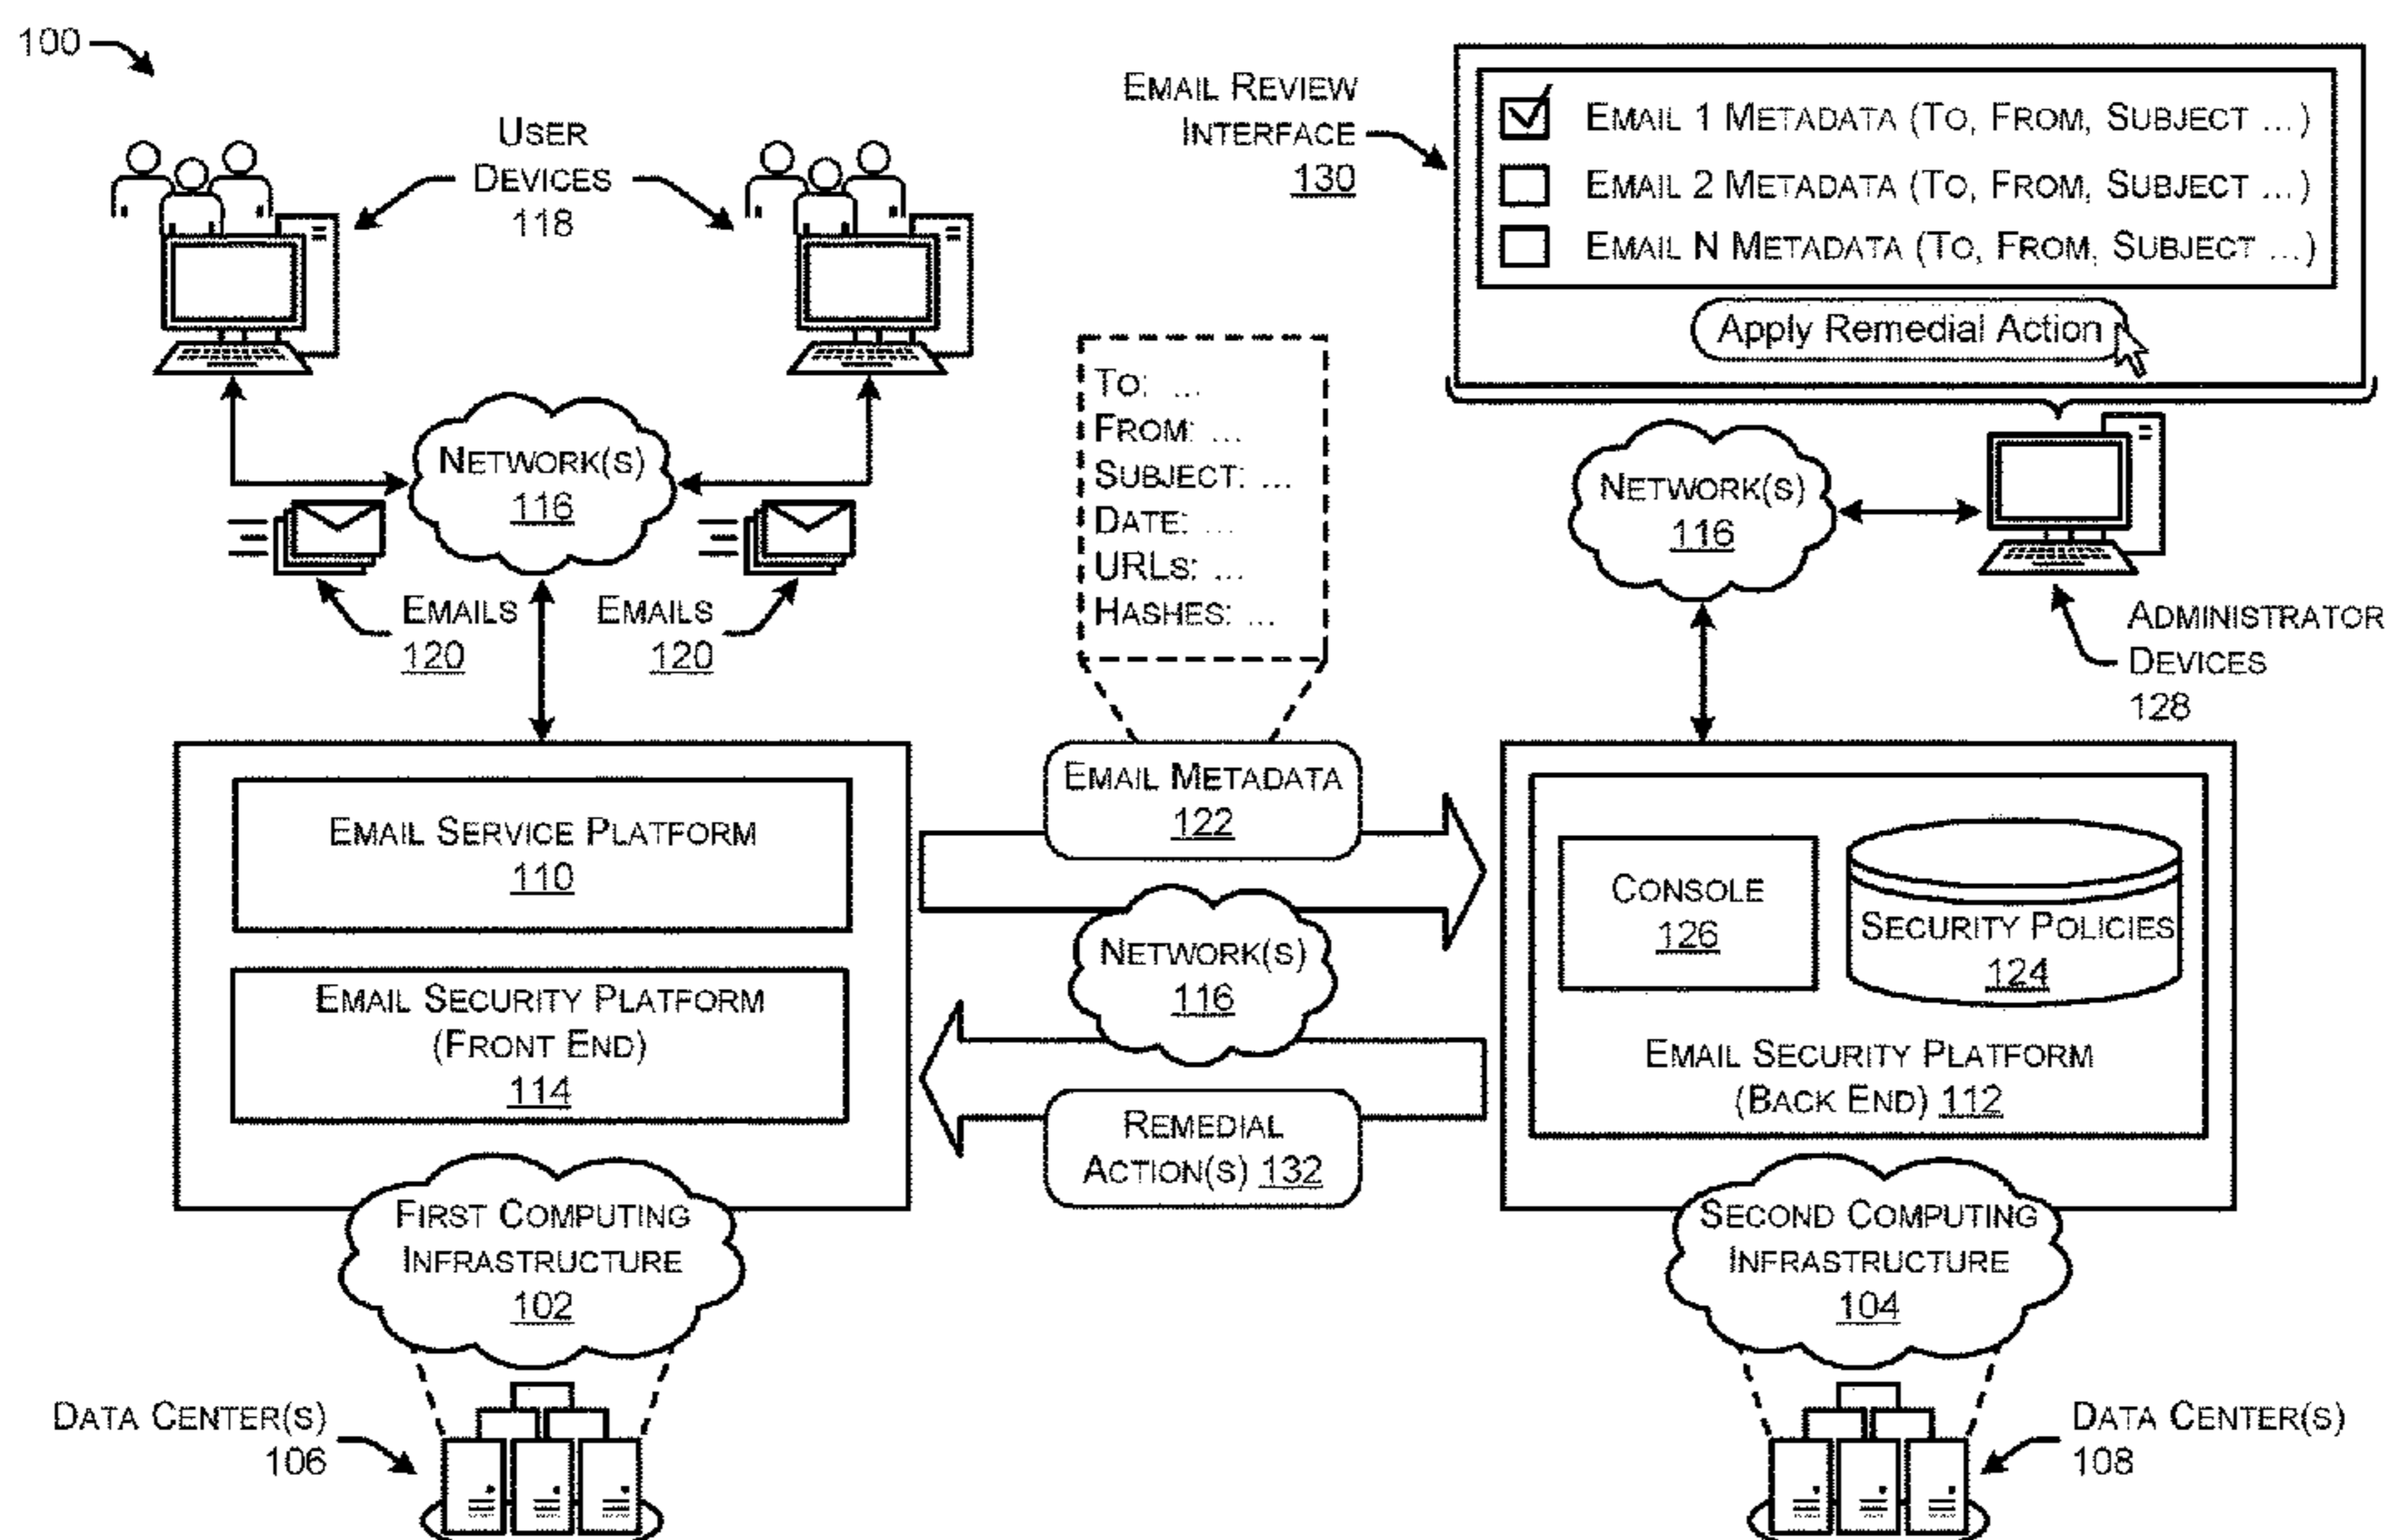 100
USER
DEVICES
118
EMAIL REVIEW
INTERFACE
130
EMAIL 1 METADATA (TO, FROM, SUBJECT ...)
EMAIL 2 METADATA (TO, FROM, SUBJECT ...)
EMAIL N METADATA (TO, FROM, SUBJECT ...)
Apply Remedial Action
NETWORK(S)
116
EMAILS
120
EMAILS
120
TO: ...
FROM: ...
SUBJECT: ...
DATE: ...
URLS: ...
HASHES: ...
NETWORK(S)
116
ADMINISTRATOR
DEVICES
128
EMAIL SERVICE PLATFORM
110
EMAIL SECURITY PLATFORM
(FRONT END)
114
EMAIL METADATA
122
NETWORK(S)
116
REMEDIAL
ACTION(S) 132
CONSOLE
126
SECURITY POLICIES
124
EMAIL SECURITY PLATFORM
(BACK END) 112
FIRST COMPUTING
INFRASTRUCTURE
102
SECOND COMPUTING
INFRASTRUCTURE
104
DATA CENTER(S)
106
DATA CENTER(S)
108